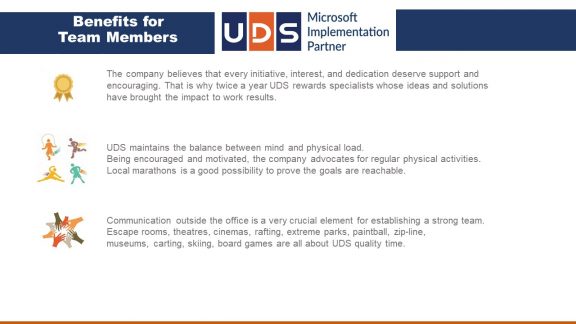 Benefits for
Team Members
UDS
Microsoft
Implementation
Partner
The company believes that every initiative, interest, and dedication deserve support and
encouraging. That is why twice a year UDS rewards specialists whose ideas and solutions
have brought the impact to work results.
UDS maintains the balance between mind and physical load.
Being encouraged and motivated, the company advocates for regular physical activities.
Local marathons is a good possibility to prove the goals are reachable.
Communication outside the office is a very crucial element for establishing a strong team.
Escape rooms, theatres, cinemas, rafting, extreme parks, paintball, zip-line,
museums, carting, skiing, board games are all about UDS quality time.